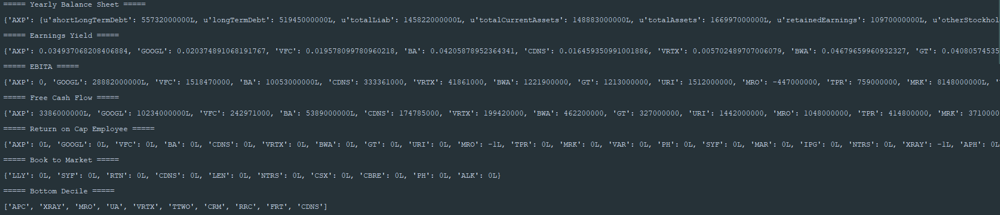 ===== Yearly Balance Sheet =====
{'AXP': {u'shortLongTermDebt': 55732000000L, u'longTermDebt': 51945000000L, u'totalLiab': 145822000000L, u'totalCurrentAssets': 148883000000L, u'totalAssets': 166997000000L, u'retainedEarnings': 10970000000L, u'otherStockhol
===== Earnings Yield =====
{'AXP': 0.034937068208406884, 'GOOGL': 0.020374891068191767, 'VFC': 0.019578099780960218, 'BA': 0.04205878952364341, 'CDNS': 0.016459350991001886, 'VRTX': 0.005702489707006079, 'BWA': 0.04679659960932327, 'GT': 0.04080574535
===== EBITA =====
{'AXP': 0, 'GOOGL': 28882000000L, 'VFC': 1518470000, 'BA': 10053000000L, 'CDNS': 333361000, 'VRTX': 41861000, 'BWA': 1221900000, 'GT': 1213000000, 'URI': 1512000000, 'MRO': -447000000, 'TPR': 759000000, 'MRK': 8148000000L, '
===== Free Cash Flow =====
{'AXP': 3386000000L, 'GOOGL': 10234000000L, 'VFC': 242971000, 'BA': 5389000000L, 'CDNS': 174785000, 'VRTX': 199420000, 'BWA': 462200000, 'GT': 327000000, 'URI': 1442000000, 'MRO': 1048000000, 'TPR': 414800000, 'MRK': 3710000
===== Return on Cap Employee =====
{'AXP': 0L, 'GOOGL': 0L, 'VFC': 0L, 'BA': 0L, 'CDNS': 0L, 'VRTX': 0L, 'BWA': 0L, 'GT': 0L, 'URI': 0L, 'MRO': -1L, 'TPR': 0L, 'MRK': 0L, 'VAR': 0L, 'PH': 0L, 'SYF': 0L, 'MAR': 0L, 'IPG': 0L, 'NTRS': 0L, 'XRAY': -1L, 'APH': 0L
===== Book to Market =====
{'LLY': 0L, 'SYF': 0L, 'RTN': 0L, 'CDNS': 0L, 'LEN': 0L, 'NTRS': 0L, 'CSX': 0L, 'CBRE': 0L, 'PH': 0L, 'ALK': 0L}
===== Bottom Decile =====
['APC', 'XRAY', 'MRO', 'UA', 'VRTX', 'TTWO', 'CRM', 'RRC', 'FRT', 'CDNS']